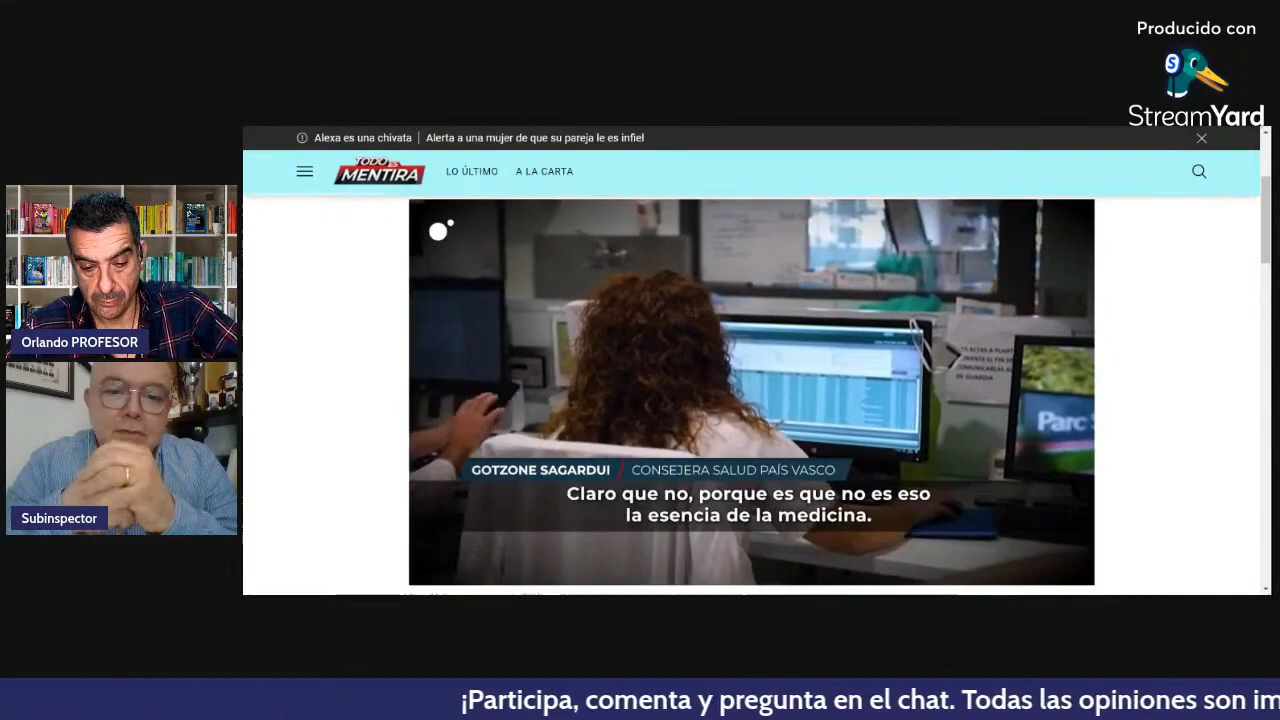 Producido con
StreamYard
Alexa es una chivata | Alerta a una mujer de que su pareja le es infiel
TODO ES MENTIRA
LO ÚLTIMO
A LA CARTA
Orlando PROFESOR
Subinspector
DE GUARDIA
Parc
GOTZONE SAGARDUI / CONSEJERA SALUD PAÍS VASCO
Claro que no, porque es que no es eso
la esencia de la medicina.
¡Participa, comenta y pregunta en el chat. Todas las opiniones son im